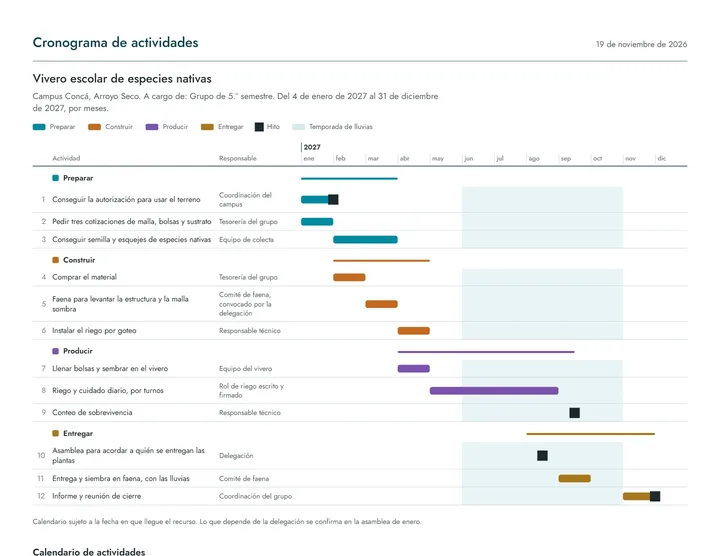 Cronograma de actividades
19 de noviembre de 2026
Vivero escolar de especies nativas
Campus Concá, Arroyo Seco. A cargo de: Grupo de 5.° semestre. Del 4 de enero de 2027 al 31 de diciembre
de 2027, por meses.
Preparar Construir Producir Entregar Hito Temporada de lluvias
2027
Actividad Responsable ene feb mar abr may jun jul ago sep oct nov dic
Preparar
1 Conseguir la autorización para usar el terreno Coordinación del
campus
2 Pedir tres cotizaciones de malla, bolsas y sustrato Tesorería del grupo
3 Conseguir semilla y esquejes de especies nativas Equipo de colecta
Construir
4 Comprar el material Tesorería del grupo
5 Faena para levantar la estructura y la malla
sombra
Comité de faena,
convocado por la
delegación
6 Instalar el riego por goteo Responsable técnico
Producir
7 Llenar bolsas y sembrar en el vivero Equipo del vivero
8 Riego y cuidado diario, por turnos Rol de riego escrito y
firmado
9 Conteo de sobrevivencia Responsable técnico
Entregar
10 Asamblea para acordar a quién se entregan las
plantas
Delegación
11 Entrega y siembra en faena, con las lluvias Comité de faena
12 Informe y reunión de cierre Coordinación del grupo
Calendario sujeto a la fecha en que llegue el recurso. Lo que depende de la delegación se confirma en la asamblea de enero.
Calendario de actividades